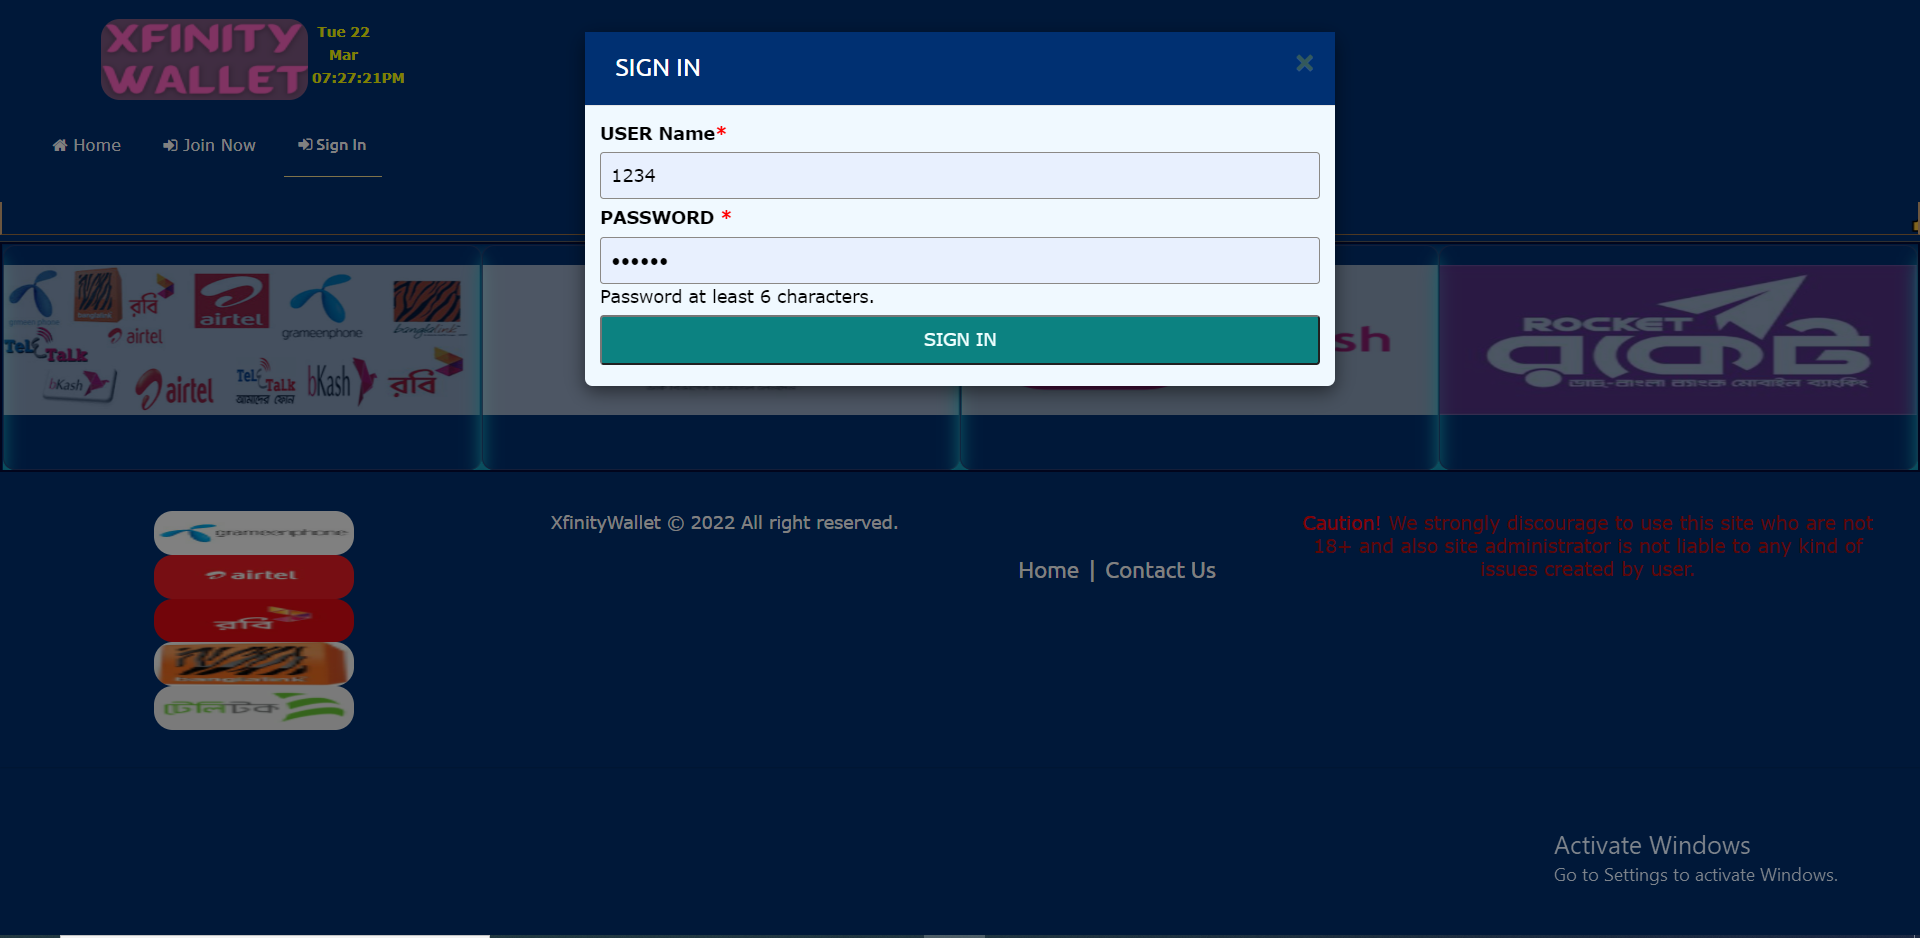 XFINITY
WALLET
Tue 22
Mar
07:27:21PM
Home
Join Now
Sign In
SIGN IN
×
USER Name*
1234
PASSWORD *
••••••
Password at least 6 characters.
SIGN IN
banglalink
রবি
airtel
airtel
grameenphone
banglalink
TeleTalk
bKash
airtel
TeleTalk
আমাদের ফোন
bKash
রবি
sh
ROCKET
রকেট
ডাচ্-বাংলা ব্যাংক মোবাইল ব্যাংকিং
grameenphone
airtel
রবি
banglalink
টেলিটক
XfinityWallet © 2022 All right reserved.
Home | Contact Us
Caution! We strongly discourage to use this site who are not
18+ and also site administrator is not liable to any kind of
issues created by user.
Activate Windows
Go to Settings to activate Windows.